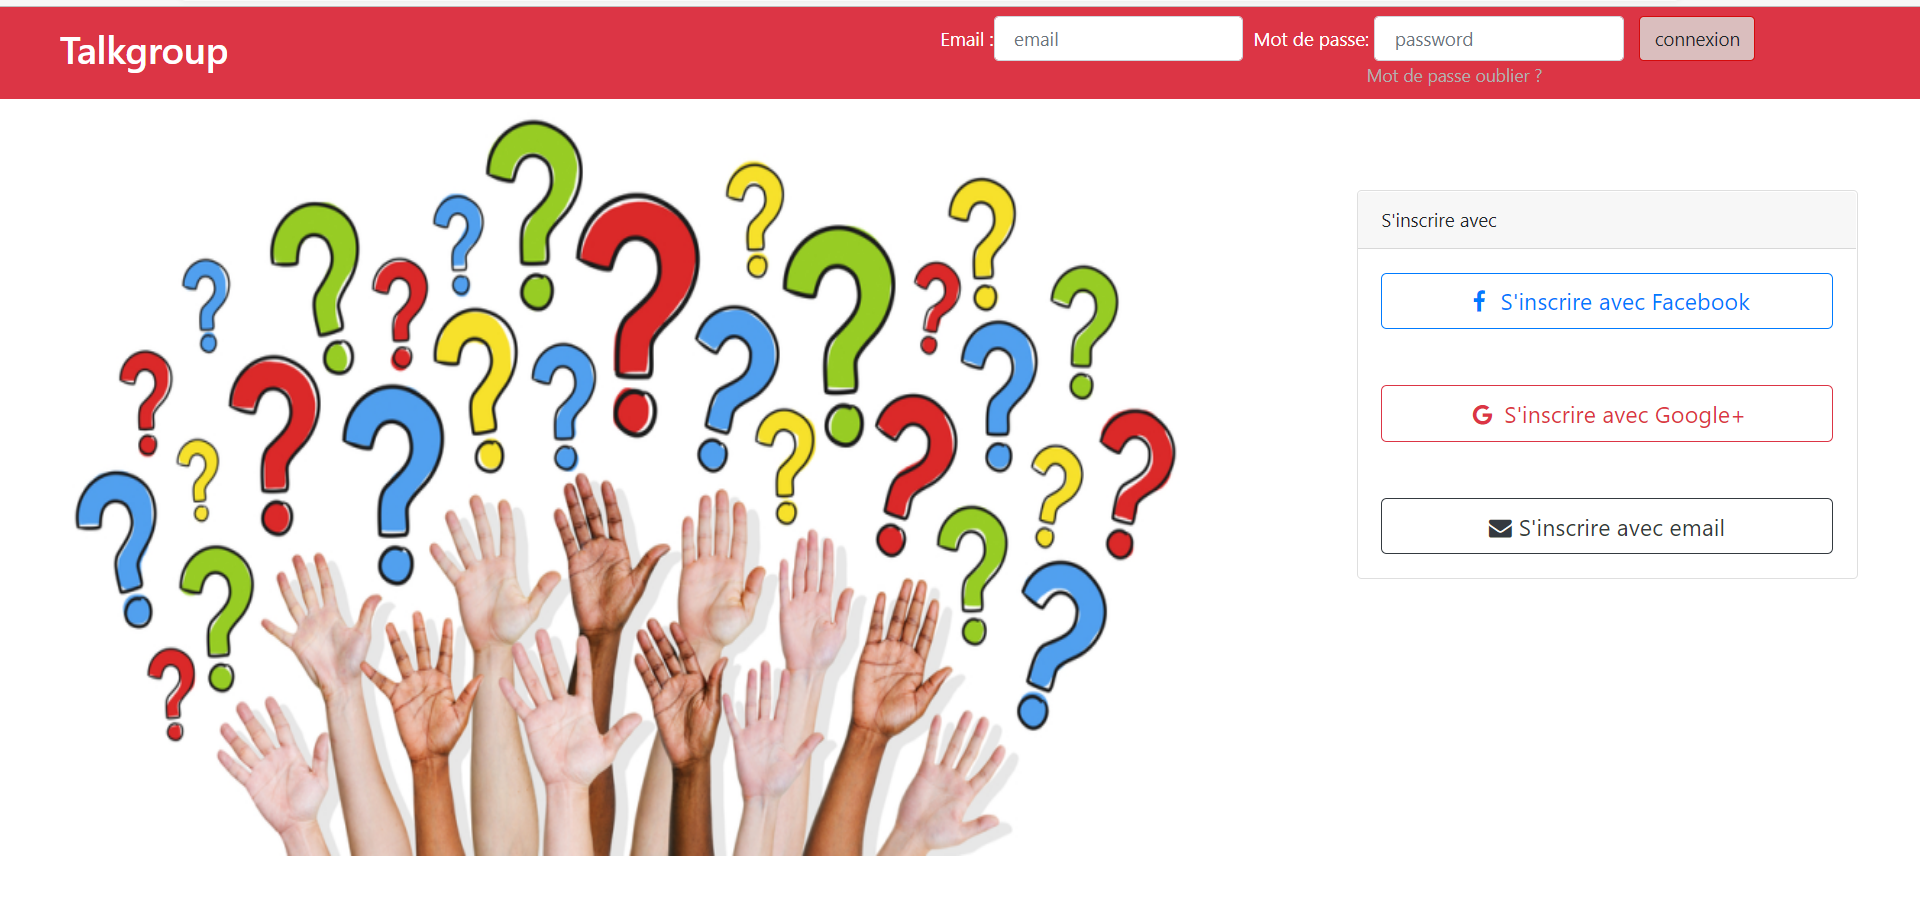 Talkgroup
Email : email Mot de passe: password connexion
Mot de passe oublier ?
S'inscrire avec
S'inscrire avec Facebook
S'inscrire avec Google+
S'inscrire avec email